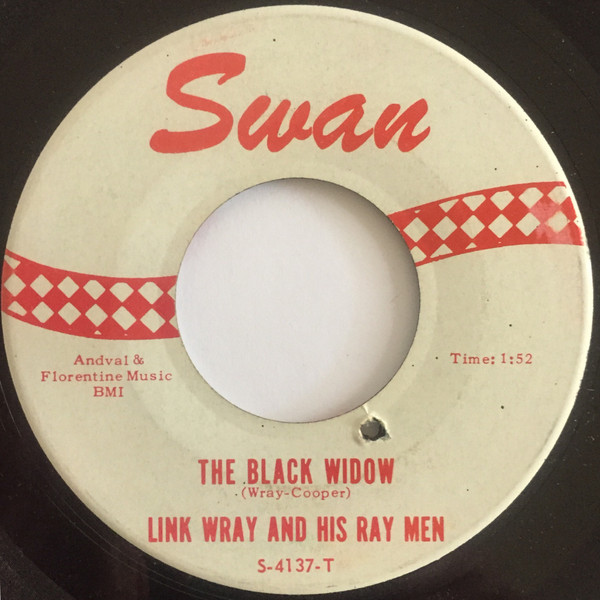 Swan
Andval &
Florentine Music
BMI
Time: 1:52
THE BLACK WIDOW
(Wray-Cooper)
LINK WRAY AND HIS RAY MEN
S-4137-T